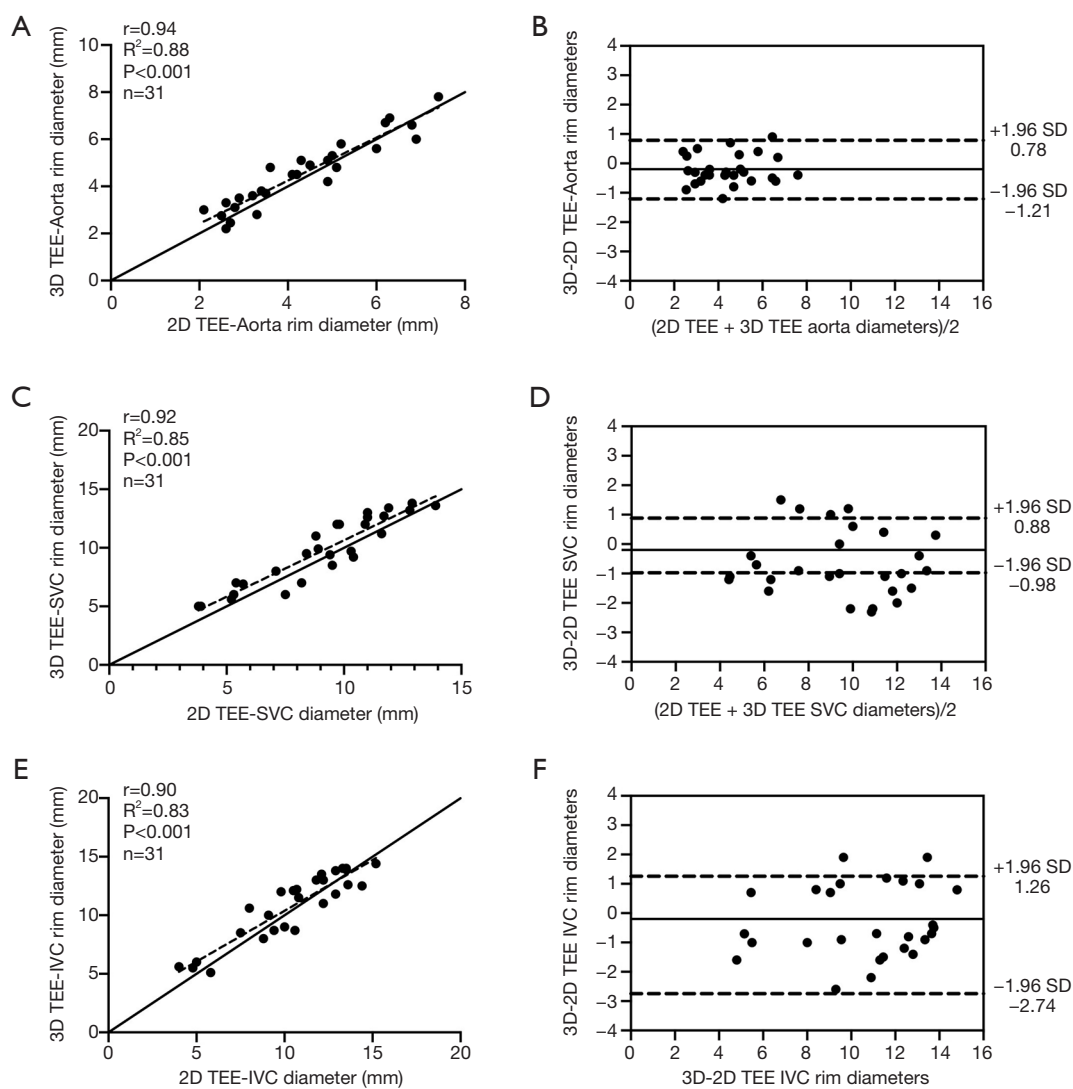 A
r=0.94
R²=0.88
P<0.001
n=31
3D TEE-Aorta rim diameter (mm)
10
8
6
4
2
0
0 2 4 6 8
2D TEE-Aorta rim diameter (mm)
B
3D-2D TEE-Aorta rim diameters
4
3
2
1
0
−1
−2
−3
−4
+1.96 SD
0.78
−1.96 SD
−1.21
0 2 4 6 8 10 12 14 16
(2D TEE + 3D TEE aorta diameters)/2
C
r=0.92
R²=0.85
P<0.001
n=31
3D TEE-SVC rim diameter (mm)
20
15
10
5
0
0 5 10 15
2D TEE-SVC diameter (mm)
D
3D-2D TEE SVC rim diameters
4
3
2
1
0
−1
−2
−3
−4
+1.96 SD
0.88
−1.96 SD
−0.98
0 2 4 6 8 10 12 14 16
(2D TEE + 3D TEE SVC diameters)/2
E
r=0.90
R²=0.83
P<0.001
n=31
3D TEE-IVC rim diameter (mm)
20
15
10
5
0
0 5 10 15 20
2D TEE-IVC diameter (mm)
F
3D-2D TEE IVC rim diameters
4
3
2
1
0
−1
−2
−3
−4
+1.96 SD
1.26
−1.96 SD
−2.74
0 2 4 6 8 10 12 14 16
3D-2D TEE IVC rim diameters